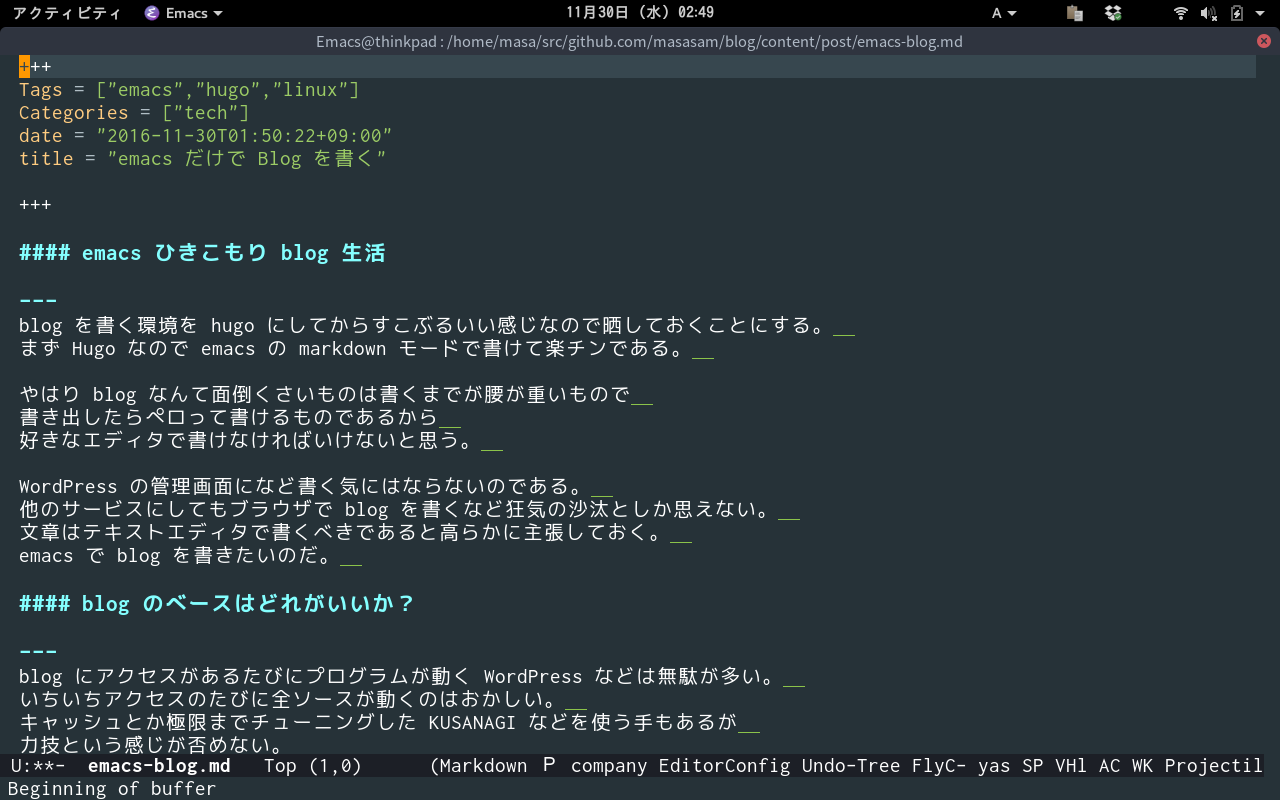 アクティビティ Emacs 11月30日 (水) 02:49 A
Emacs@thinkpad : /home/masa/src/github.com/masasam/blog/content/post/emacs-blog.md
+++
Tags = ["emacs","hugo","linux"]
Categories = ["tech"]
date = "2016-11-30T01:50:22+09:00"
title = "emacs だけで Blog を書く"
+++
#### emacs ひきこもり blog 生活
---
blog を書く環境を hugo にしてからすこぶるいい感じなので晒しておくことにする。__
まず Hugo なので emacs の markdown モードで書けて楽チンである。__
やはり blog なんて面倒くさいものは書くまでが腰が重いもので__
書き出したらペロって書けるものであるから__
好きなエディタで書けなければいけないと思う。__
WordPress の管理画面になど書く気にはならないのである。__
他のサービスにしてもブラウザで blog を書くなど狂気の沙汰としか思えない。__
文章はテキストエディタで書くべきであると高らかに主張しておく。__
emacs で blog を書きたいのだ。__
#### blog のベースはどれがいいか？
---
blog にアクセスがあるたびにプログラムが動く WordPress などは無駄が多い。__
いちいちアクセスのたびに全ソースが動くのはおかしい。__
キャッシュとか極限までチューニングした KUSANAGI などを使う手もあるが__
力技という感じが否めない。
U:**-  emacs-blog.md   Top (1,0)      (Markdown Ｐ company EditorConfig Undo-Tree FlyC- yas SP VHl AC WK Projectil
Beginning of buffer